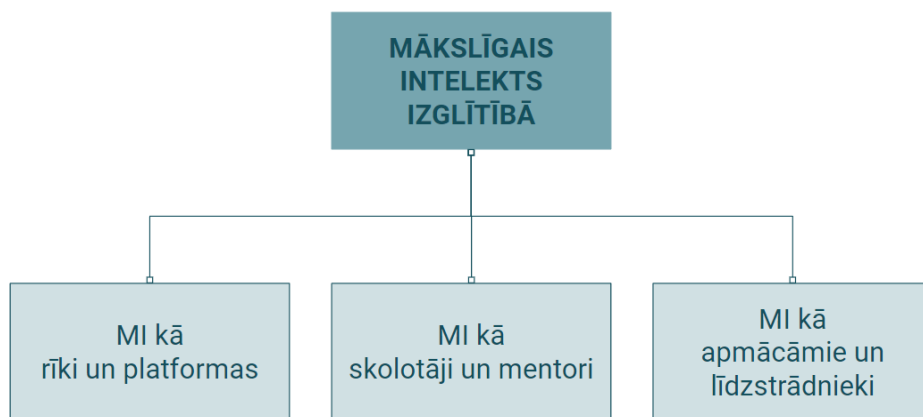 MĀKSLĪGAIS
INTELEKTS
IZGLĪTĪBĀ
MI kā
rīki un platformas
MI kā
skolotāji un mentori
MI kā
apmācāmie un
līdzstrādnieki